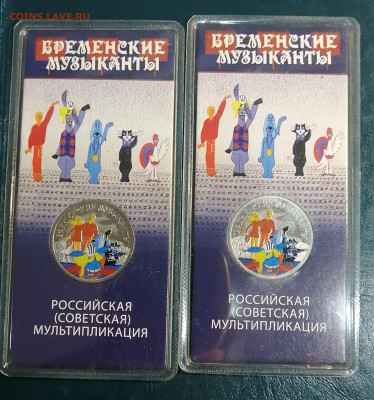 COINS.LAVE.RU
БРЕМЕНСКИЕ
МУЗЫКАНТЫ
РОССИЙСКАЯ
(СОВЕТСКАЯ)
МУЛЬТИПЛИКАЦИЯ
БРЕМЕНСКИЕ
МУЗЫКАНТЫ
РОССИЙСКАЯ
(СОВЕТСКАЯ)
МУЛЬТИПЛИКАЦИЯ